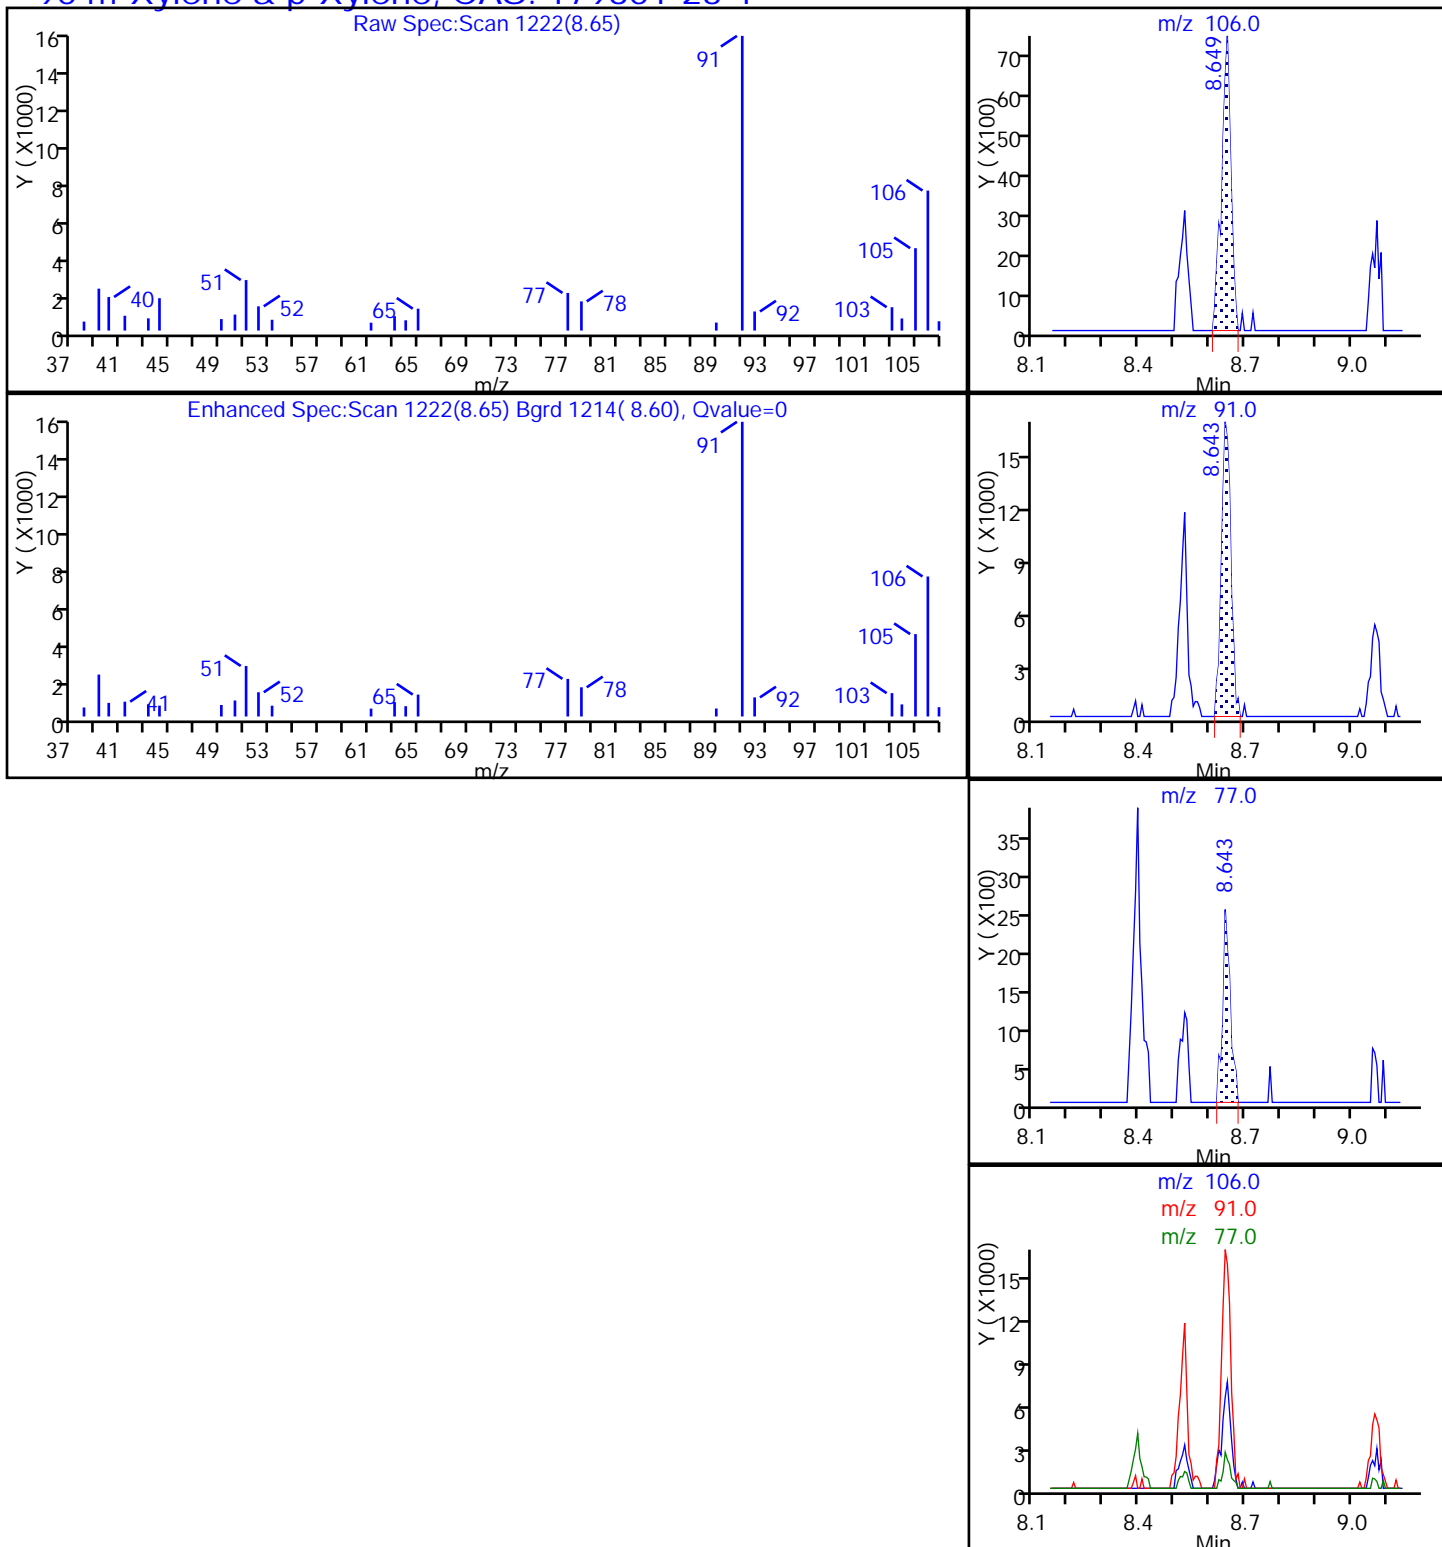 Raw Spec:Scan 1222(8.65)
Y ( X1000)
16
14
12
10
8
6
4
2
0
91
106
105
51
40
52
65
77
78
92
103
37 41 45 49 53 57 61 65 69 73 77 81 85 89 93 97 101 105
m/z
m/z 106.0
Y ( X100)
70
60
50
40
30
20
10
0
8.649
8.1 8.4 8.7 9.0
Min
Enhanced Spec:Scan 1222(8.65) Bgrd 1214( 8.60), Qvalue=0
Y ( X1000)
16
14
12
10
8
6
4
2
0
91
106
105
51
41
52
65
77
78
92
103
37 41 45 49 53 57 61 65 69 73 77 81 85 89 93 97 101 105
m/z
m/z 91.0
Y ( X1000)
15
12
9
6
3
0
8.643
8.1 8.4 8.7 9.0
Min
m/z 77.0
Y ( X100)
35
30
25
20
15
10
5
0
8.643
8.1 8.4 8.7 9.0
Min
m/z 106.0
m/z 91.0
m/z 77.0
Y ( X1000)
15
12
9
6
3
0
8.1 8.4 8.7 9.0
Min